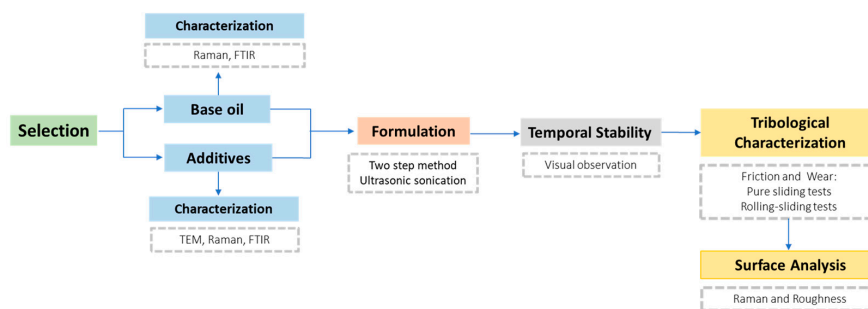 Characterization
Raman, FTIR
Selection
Base oil
Additives
Characterization
TEM, Raman, FTIR
Formulation
Two step method
Ultrasonic sonication
Temporal Stability
Visual observation
Tribological
Characterization
Friction and Wear:
Pure sliding tests
Rolling-sliding tests
Surface Analysis
Raman and Roughness